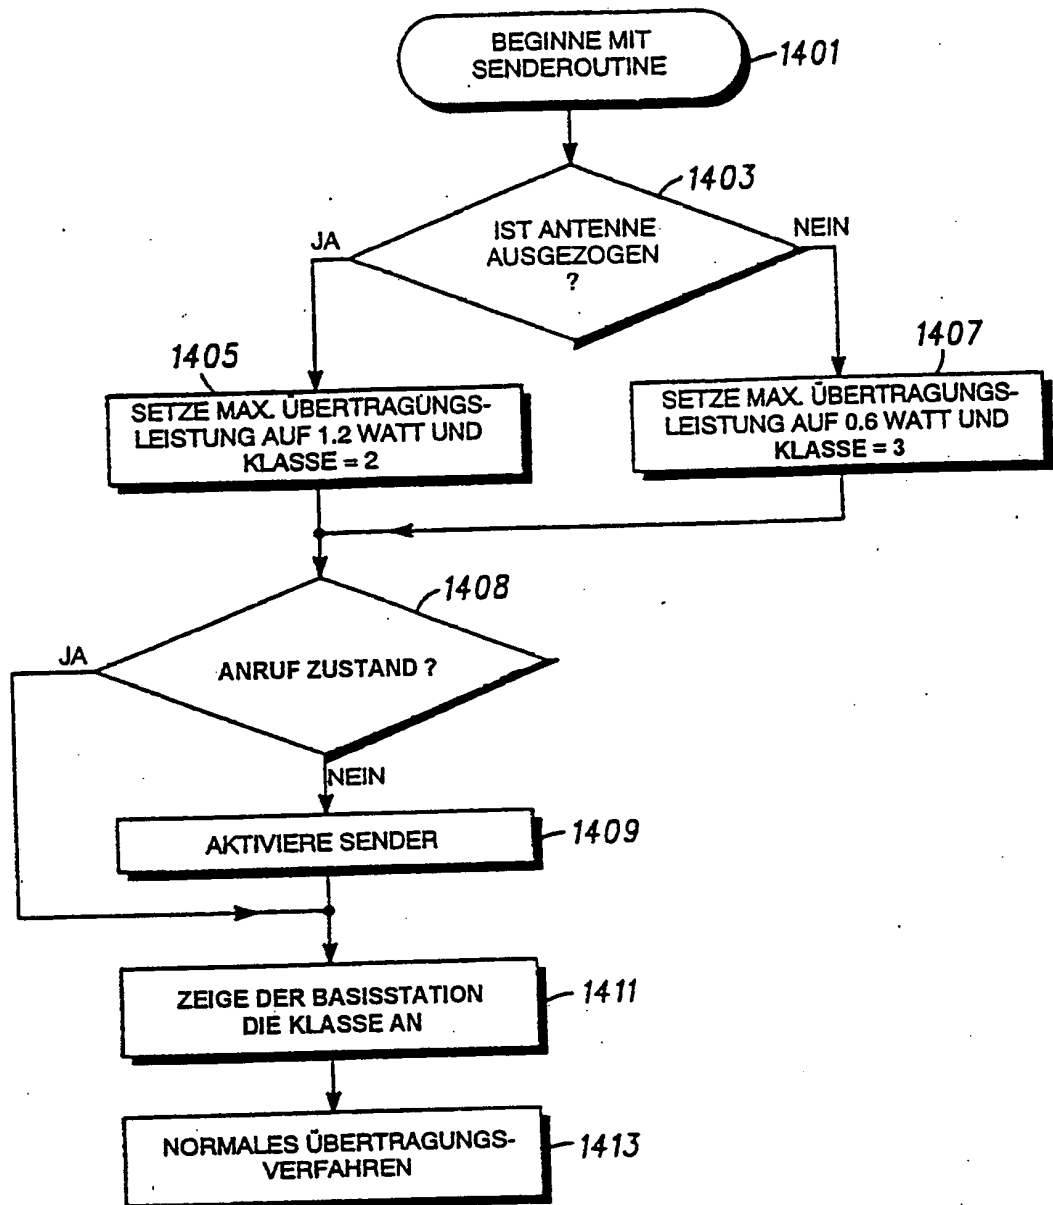 BEGINNE MIT
SENDEROUTINE
1401
1403
IST ANTENNE
AUSGEZOGEN
?
JA
NEIN
1405
SETZE MAX. ÜBERTRAGUNGS-
LEISTUNG AUF 1.2 WATT UND
KLASSE = 2
1407
SETZE MAX. ÜBERTRAGUNGS-
LEISTUNG AUF 0.6 WATT UND
KLASSE = 3
1408
JA
ANRUF ZUSTAND ?
NEIN
AKTIVIERE SENDER
1409
ZEIGE DER BASISSTATION
DIE KLASSE AN
1411
NORMALES ÜBERTRAGUNGS-
VERFAHREN
1413